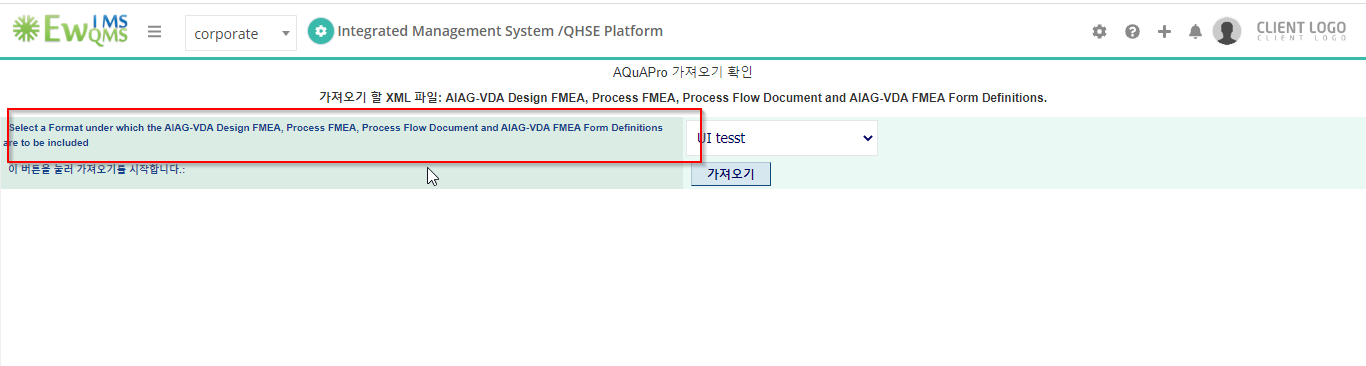 EwQMS IMS
corporate
Integrated Management System /QHSE Platform
CLIENT LOGO
CLIENT LOGO
AQuAPro 가져오기 확인
가져오기 할 XML 파일: AIAG-VDA Design FMEA, Process FMEA, Process Flow Document and AIAG-VDA FMEA Form Definitions.
Select a Format under which the AIAG-VDA Design FMEA, Process FMEA, Process Flow Document and AIAG-VDA FMEA Form Definitions
are to be included
UI tesst
이 버튼을 눌러 가져오기를 시작합니다.:
가져오기